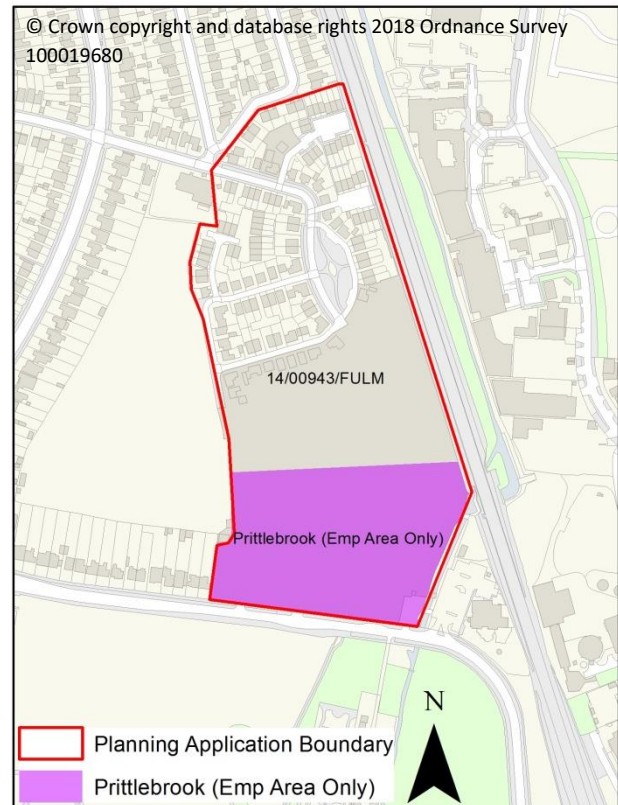 © Crown copyright and database rights 2018 Ordnance Survey
100019680
14/00943/FULM
Prittlebrook (Emp Area Only)
N
Planning Application Boundary
Prittlebrook (Emp Area Only)